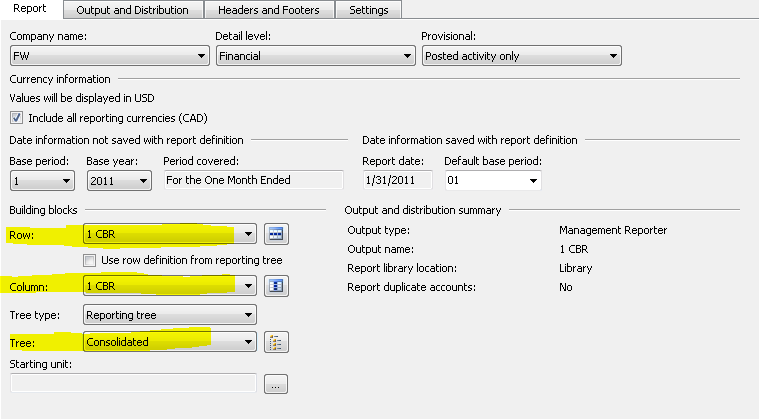 Report Output and Distribution Headers and Footers Settings
Company name: Detail level: Provisional:
FW Financial Posted activity only
Currency information
Values will be displayed in USD
Include all reporting currencies (CAD)
Date information not saved with report definition Date information saved with report definition
Base period: Base year: Period covered: Report date: Default base period:
1 2011 For the One Month Ended 1/31/2011 01
Building blocks Output and distribution summary
Row: 1 CBR Output type: Management Reporter
Use row definition from reporting tree Output name: 1 CBR
Report library location: Library
Column: 1 CBR Report duplicate accounts: No
Tree type: Reporting tree
Tree: Consolidated
Starting unit:
...